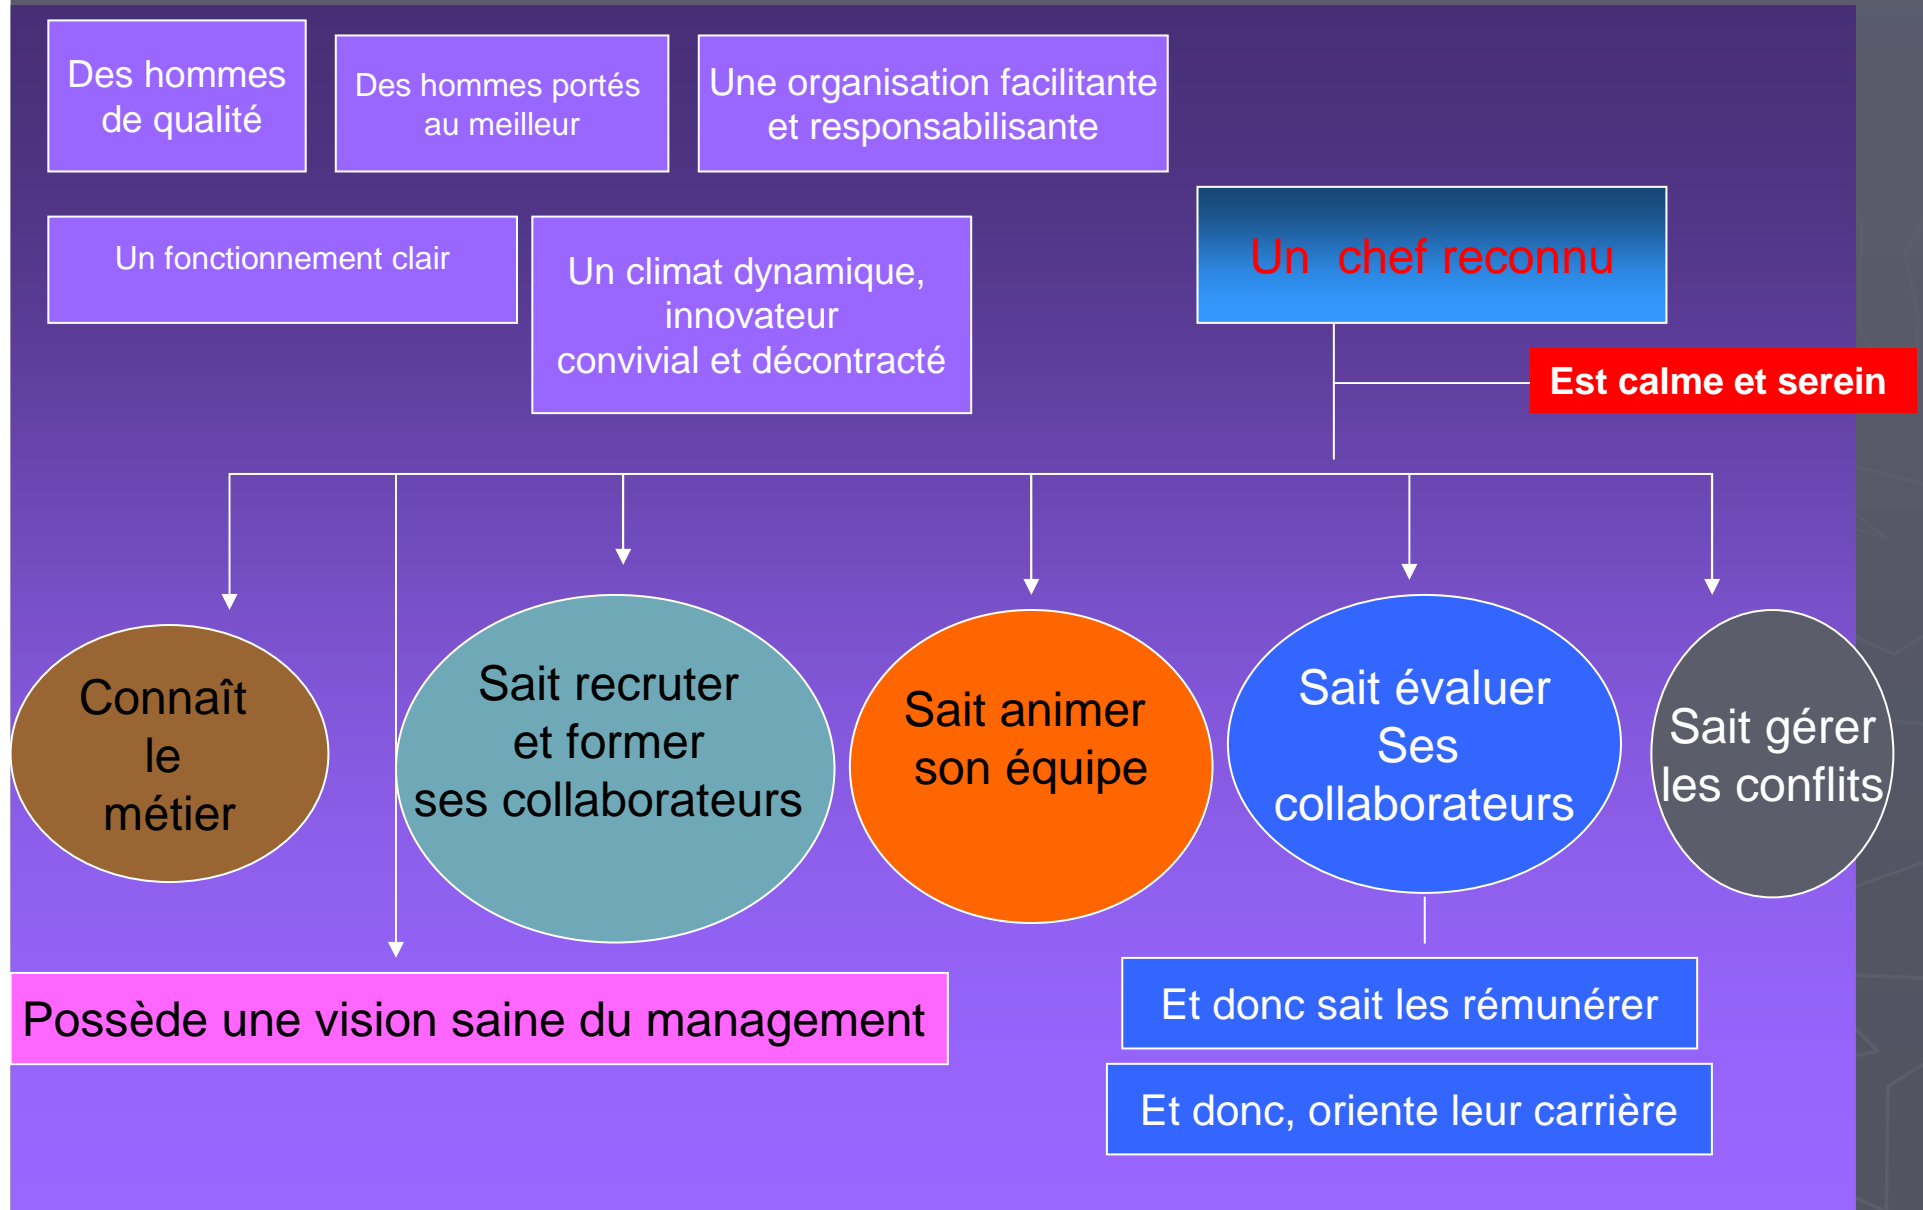 Des hommes
de qualité
Des hommes portés
au meilleur
Une organisation facilitante
et responsabilisante
Un fonctionnement clair
Un climat dynamique,
innovateur
convivial et décontracté
Un chef reconnu
Est calme et serein
Connaît
le
métier
Sait recruter
et former
ses collaborateurs
Sait animer
son équipe
Sait évaluer
Ses
collaborateurs
Sait gérer
les conflits
Possède une vision saine du management
Et donc sait les rémunérer
Et donc, oriente leur carrière